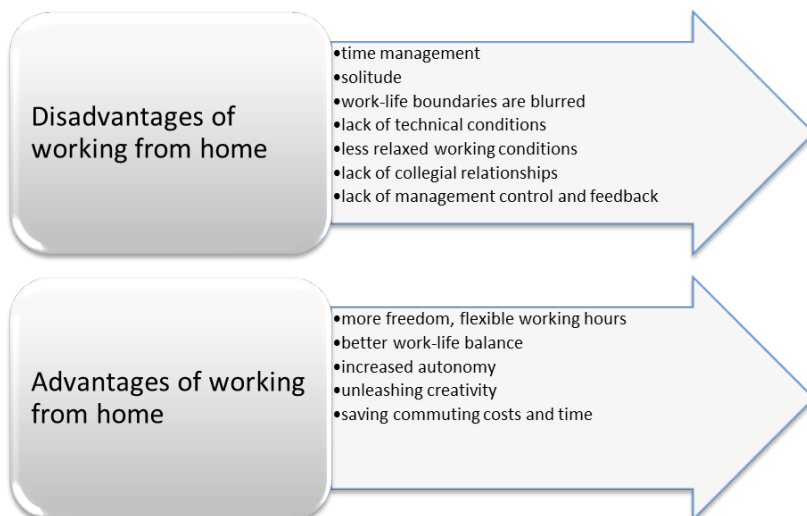 Disadvantages of
working from home
•time management
•solitude
•work-life boundaries are blurred
•lack of technical conditions
•less relaxed working conditions
•lack of collegial relationships
•lack of management control and feedback
Advantages of working
from home
•more freedom, flexible working hours
•better work-life balance
•increased autonomy
•unleashing creativity
•saving commuting costs and time